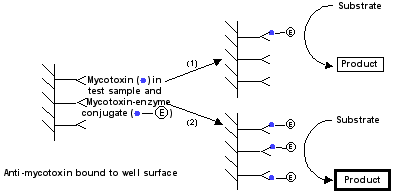 Substrate
E
(1)
Product
Mycotoxin ( ) in
test sample and
Mycotoxin-enzyme
conjugate ( E )
(2)
E
Substrate
E
E
Anti-mycotoxin bound to well surface
Product